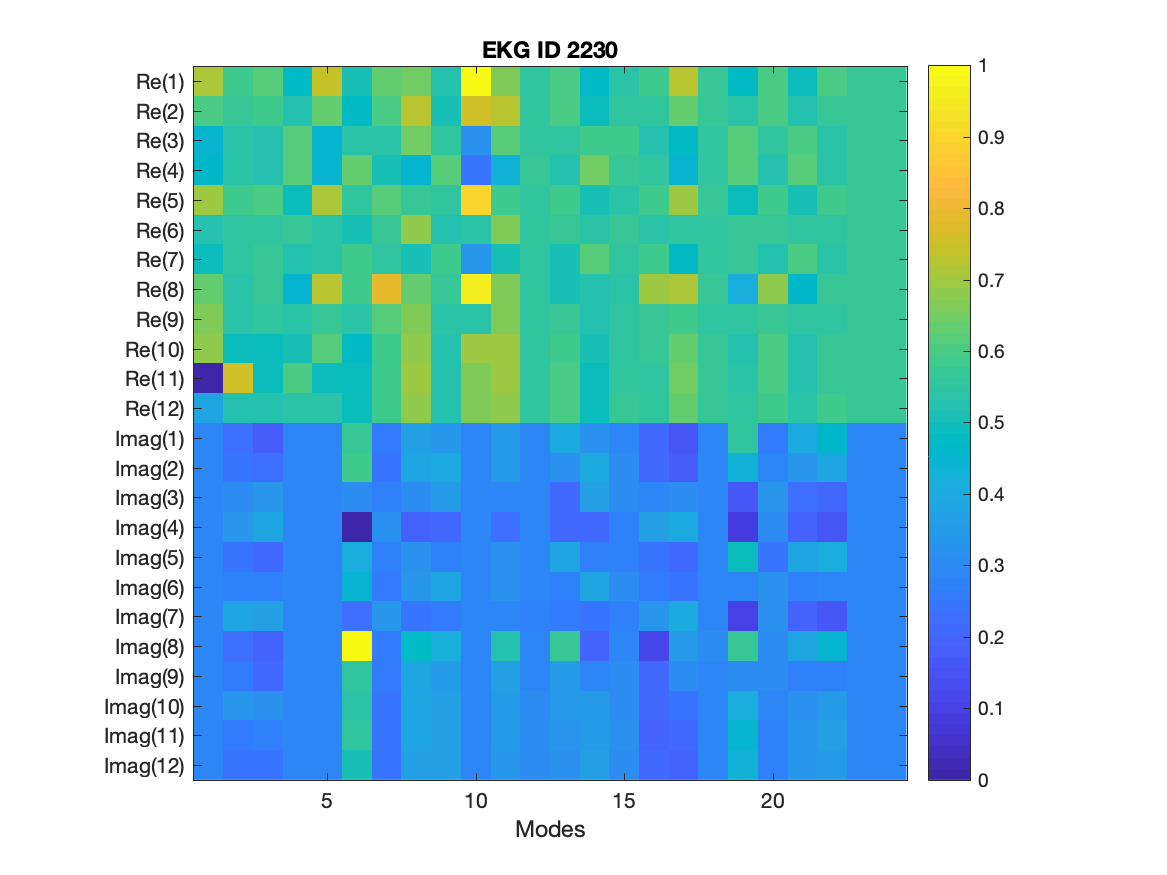 EKG ID 2230
Re(1)
Re(2)
Re(3)
Re(4)
Re(5)
Re(6)
Re(7)
Re(8)
Re(9)
Re(10)
Re(11)
Re(12)
Imag(1)
Imag(2)
Imag(3)
Imag(4)
Imag(5)
Imag(6)
Imag(7)
Imag(8)
Imag(9)
Imag(10)
Imag(11)
Imag(12)
5 10 15 20
Modes
1
0.9
0.8
0.7
0.6
0.5
0.4
0.3
0.2
0.1
0